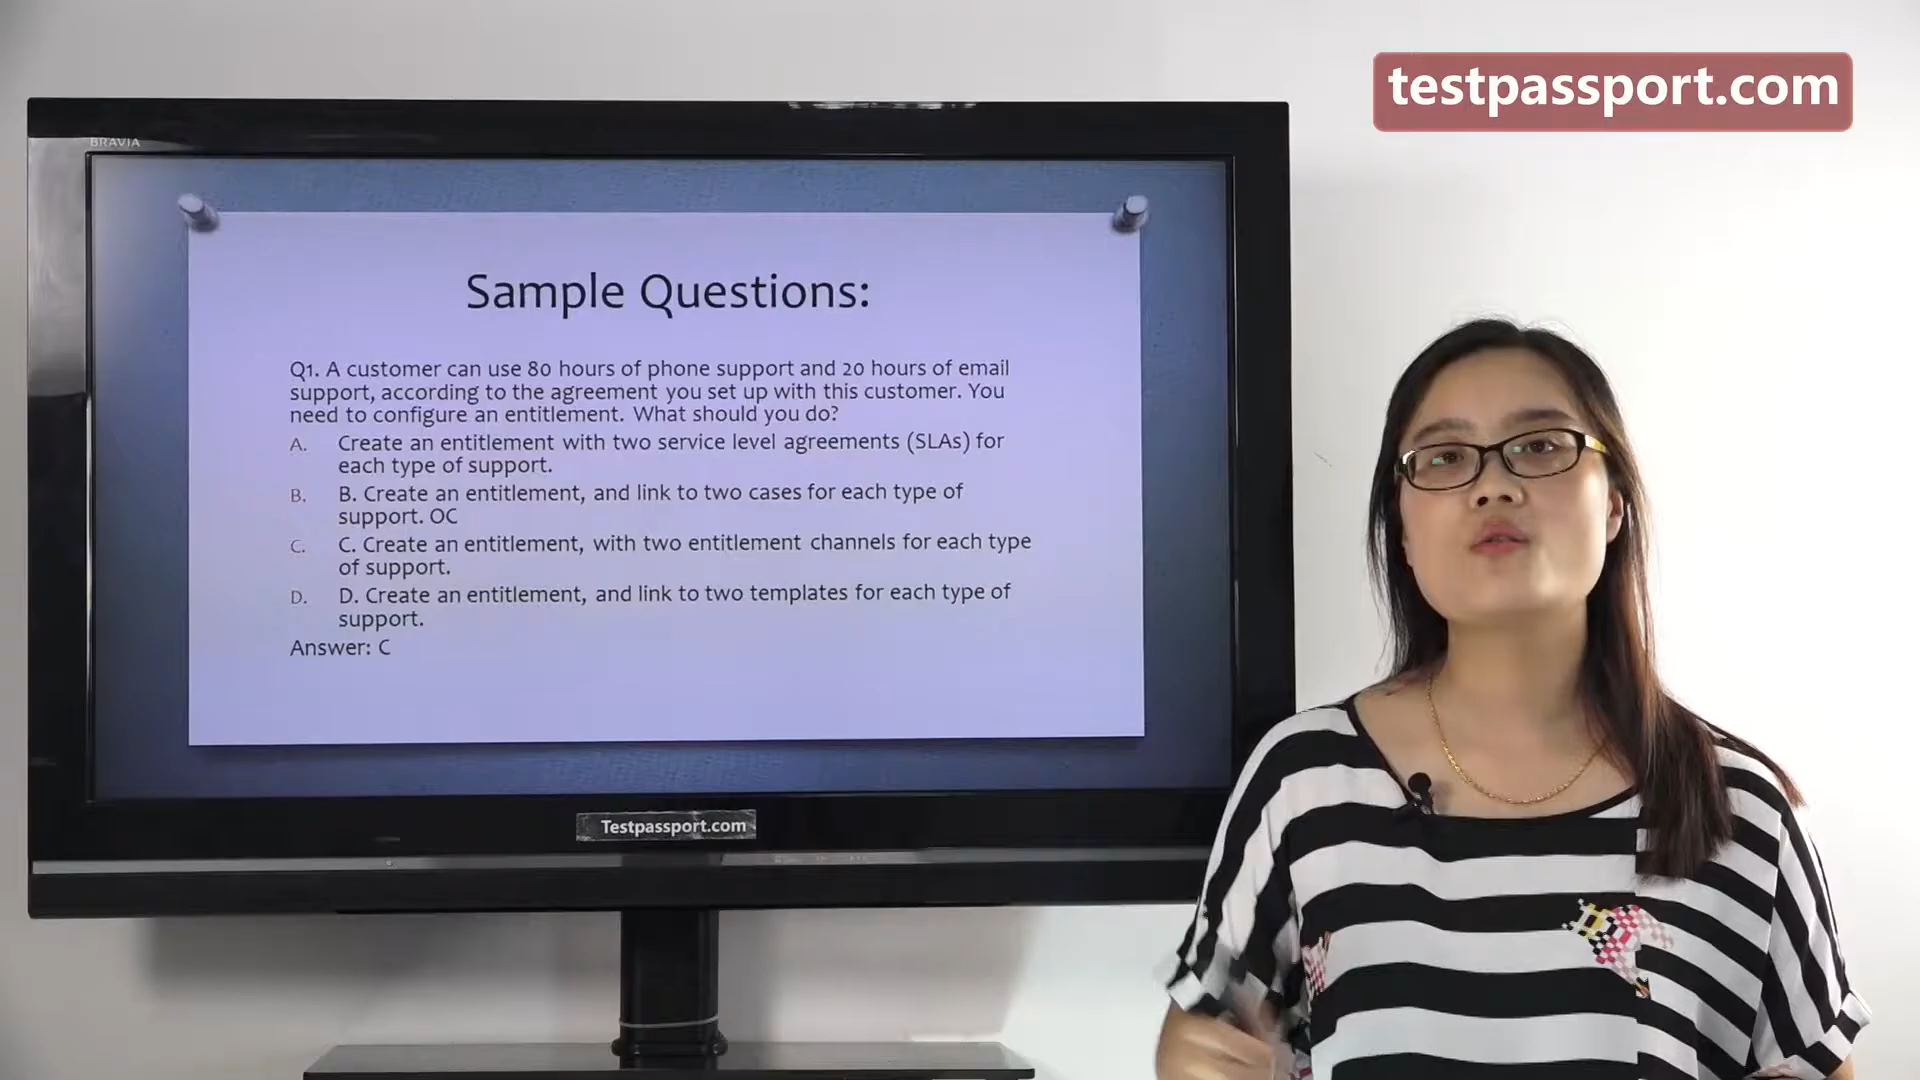 testpassport.com
BRAVIA
Sample Questions:
Q1. A customer can use 80 hours of phone support and 20 hours of email
support, according to the agreement you set up with this customer. You
need to configure an entitlement. What should you do?
A. Create an entitlement with two service level agreements (SLAs) for
each type of support.
B. B. Create an entitlement, and link to two cases for each type of
support. OC
C. C. Create an entitlement, with two entitlement channels for each type
of support.
D. D. Create an entitlement, and link to two templates for each type of
support.
Answer: C
Testpassport.com